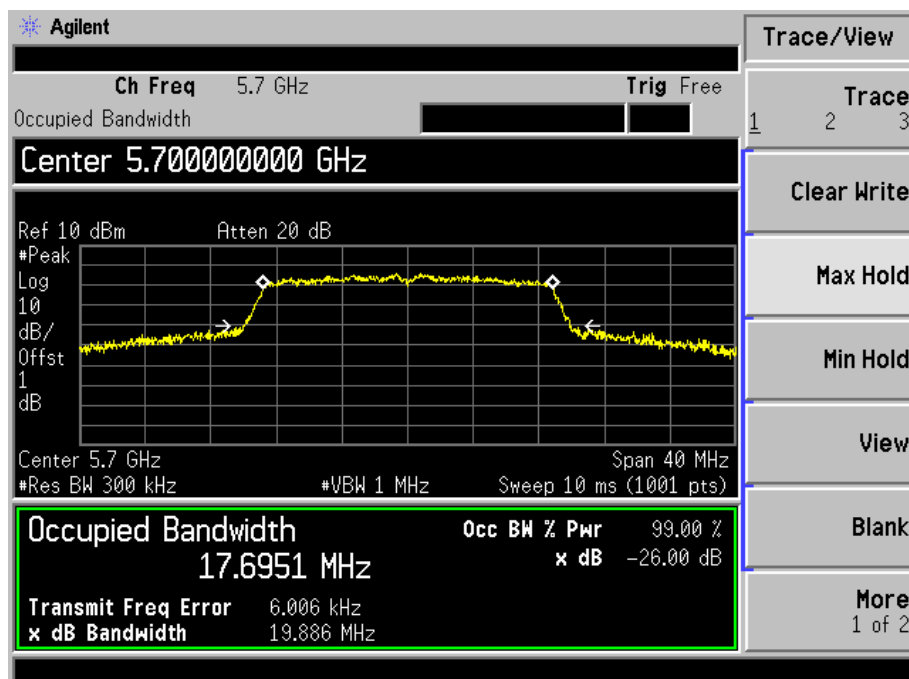 Agilent
Ch Freq 5.7 GHz Trig Free
Occupied Bandwidth
Center 5.700000000 GHz
Ref 10 dBm Atten 20 dB
#Peak
Log
10
dB/
Offst
1
dB
Center 5.7 GHz Span 40 MHz
#Res BW 300 kHz #VBW 1 MHz Sweep 10 ms (1001 pts)
Occupied Bandwidth Occ BW % Pwr 99.00 %
17.6951 MHz x dB -26.00 dB
Transmit Freq Error 6.006 kHz
x dB Bandwidth 19.886 MHz
Trace/View
Trace
1 2 3
Clear Write
Max Hold
Min Hold
View
Blank
More
1 of 2